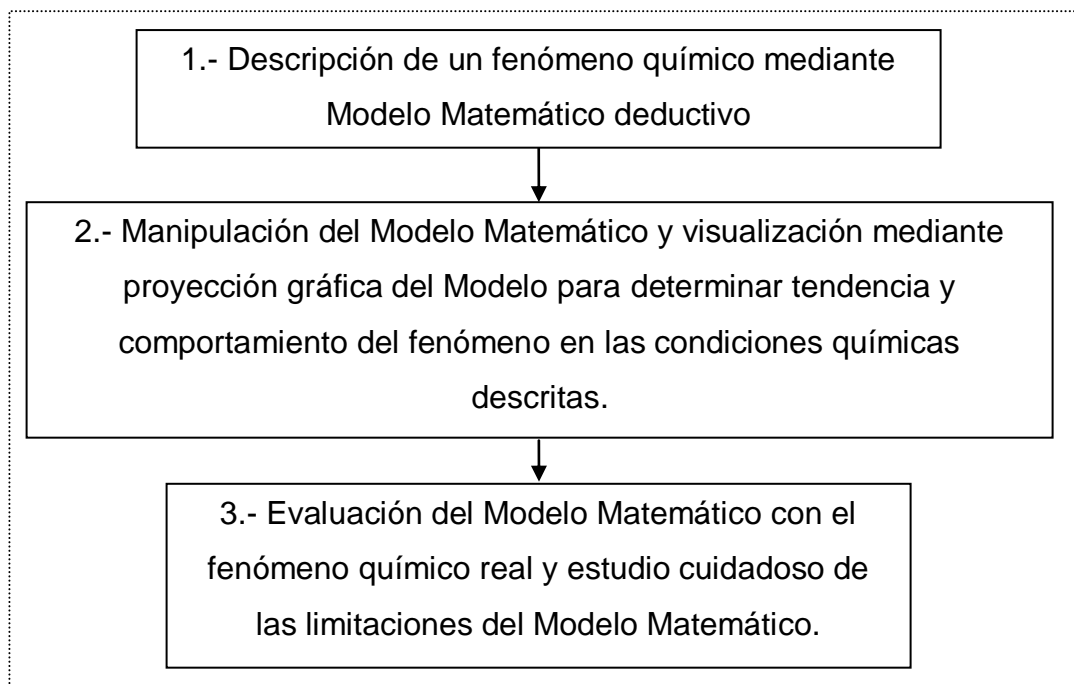 1.- Descripción de un fenómeno químico mediante
Modelo Matemático deductivo
2.- Manipulación del Modelo Matemático y visualización mediante
proyección gráfica del Modelo para determinar tendencia y
comportamiento del fenómeno en las condiciones químicas
descritas.
3.- Evaluación del Modelo Matemático con el
fenómeno químico real y estudio cuidadoso de
las limitaciones del Modelo Matemático.